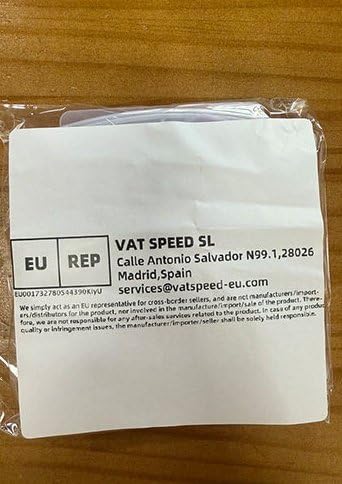 EU REP
VAT SPEED SL
Calle Antonio Salvador N99.1,28026
Madrid,Spain
services@vatspeed-eu.com
We simply act as an EU representative for cross-border sellers, and are not manufacturers/import-
ers/distributors for the product, nor involved in the manufacture/import/sale of the product. There-
fore, we are not responsible for any after-sales services related to the product. In case of any product
quality or infringement issues, the manufacturer/importer/seller shall be solely held responsible.